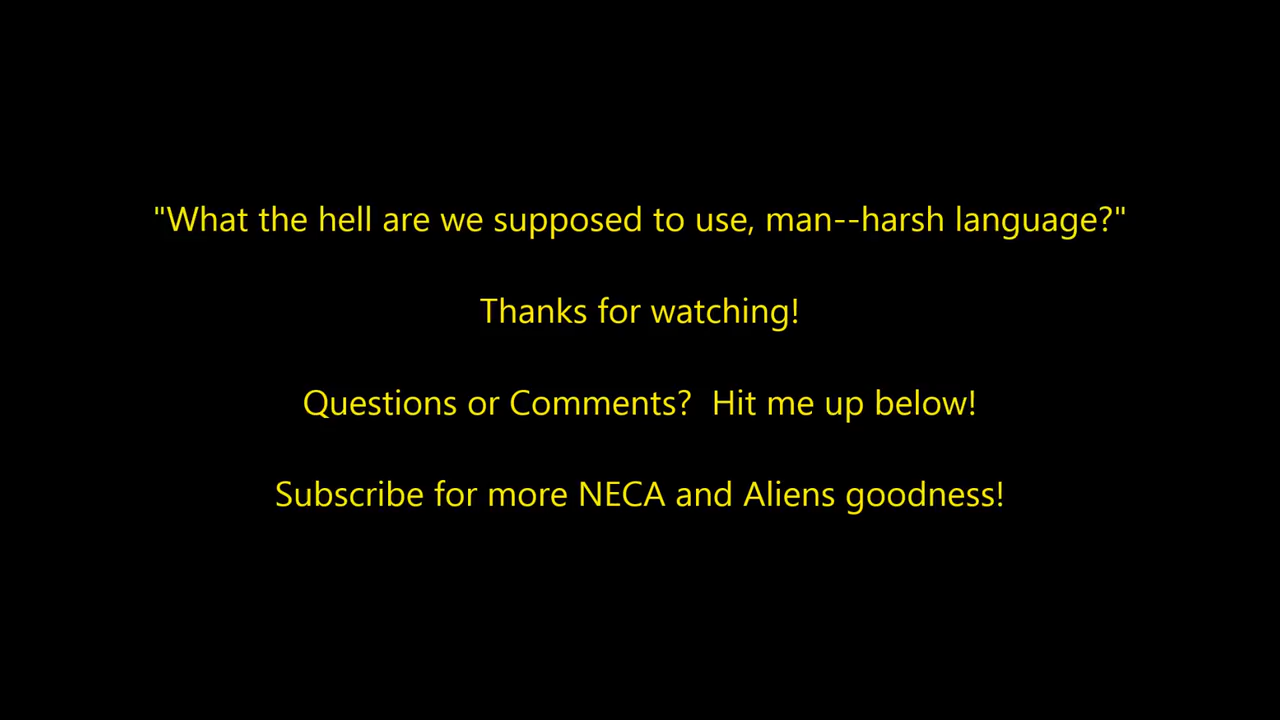 "What the hell are we supposed to use, man--harsh language?"
Thanks for watching!
Questions or Comments?  Hit me up below!
Subscribe for more NECA and Aliens goodness!